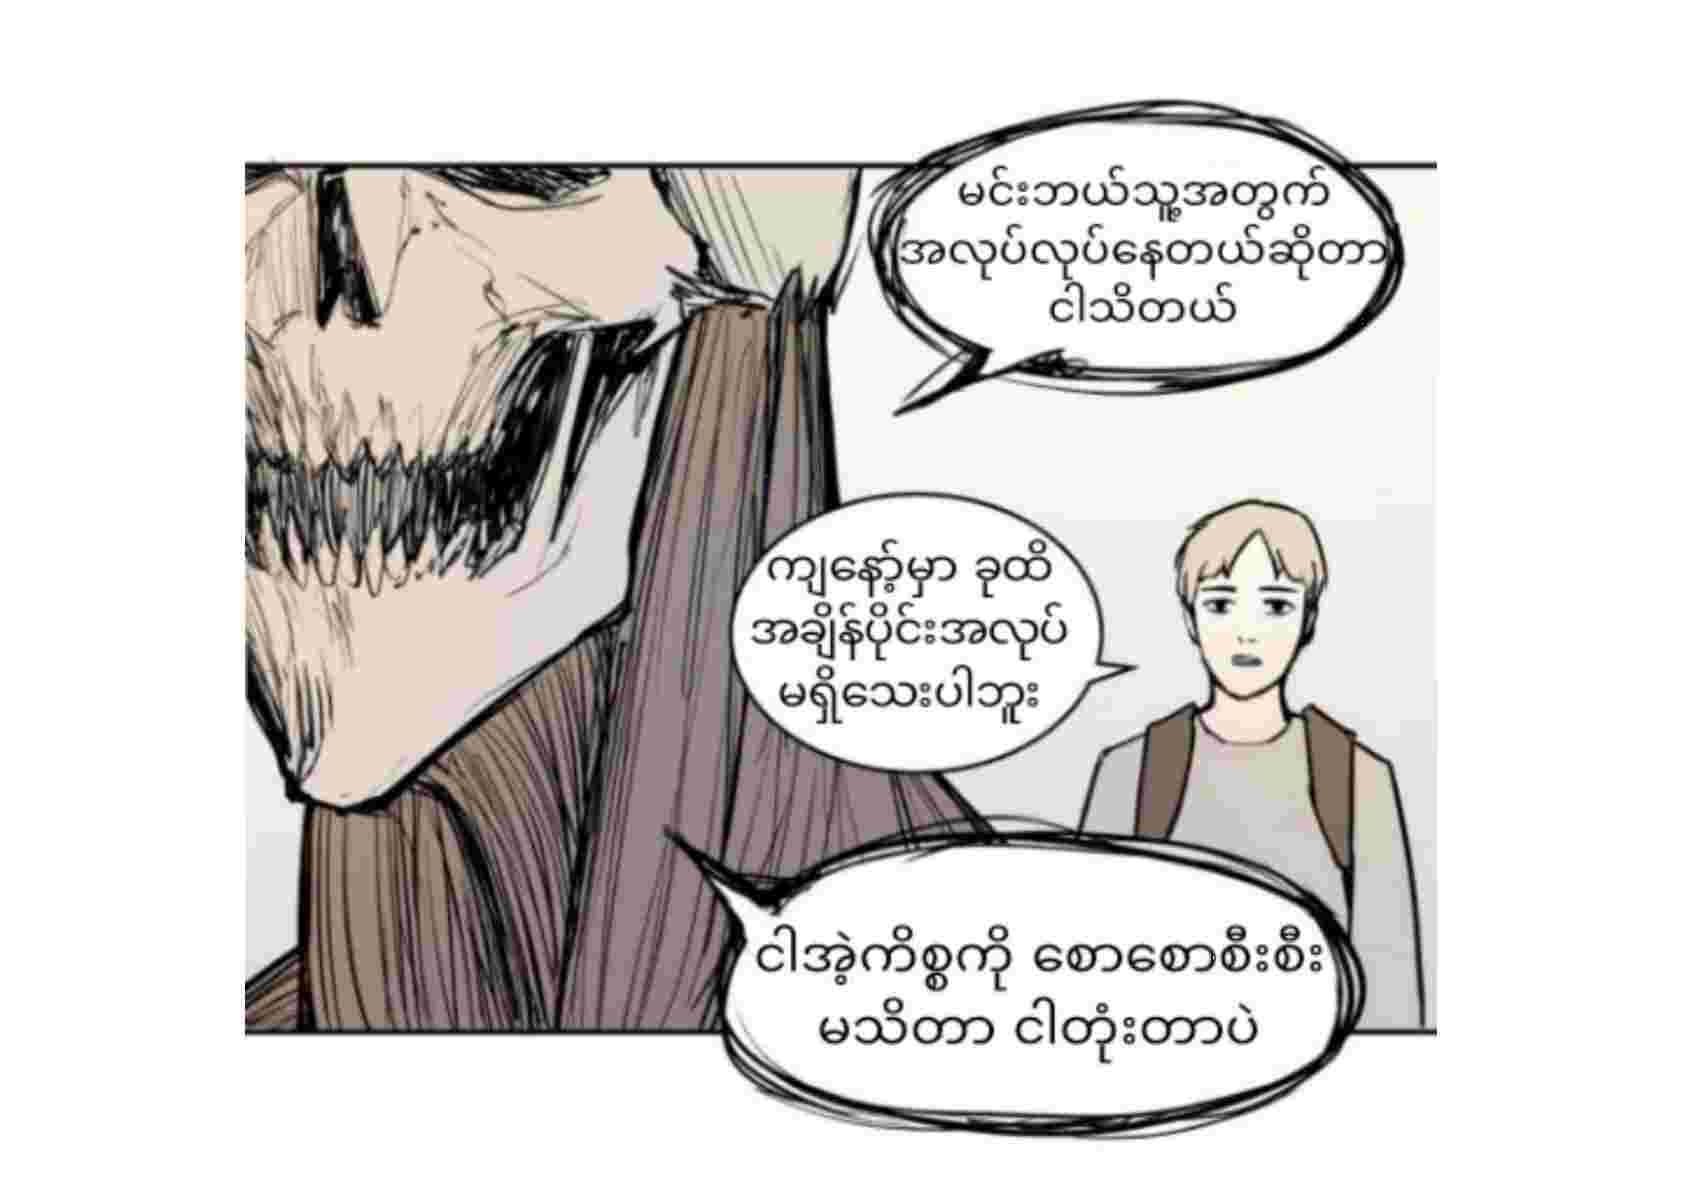 မင်းဘယ်သူ့အတွက်
အလုပ်လုပ်နေတယ်ဆိုတာ
ငါသိတယ်
ကျနော့်မှာ ခုထိ
အချိန်ပိုင်းအလုပ်
မရှိသေးပါဘူး
ငါအဲ့ကိစ္စကို စောစောစီးစီး
မသိတာ ငါတုံးတာပဲ